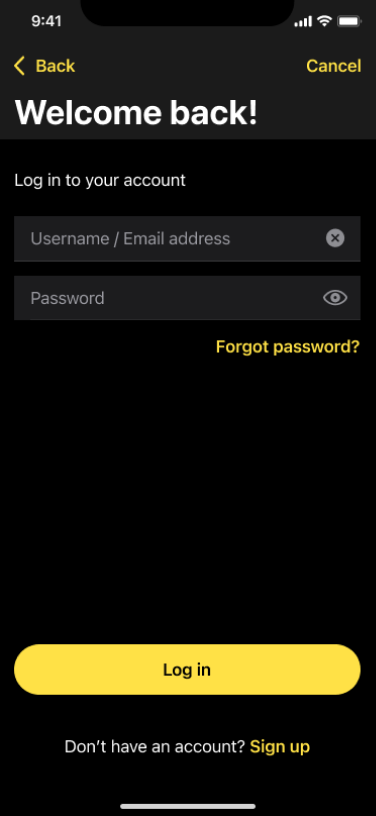 9:41
Back Cancel
Welcome back!
Log in to your account
Username / Email address
Password
Forgot password?
Log in
Don’t have an account? Sign up